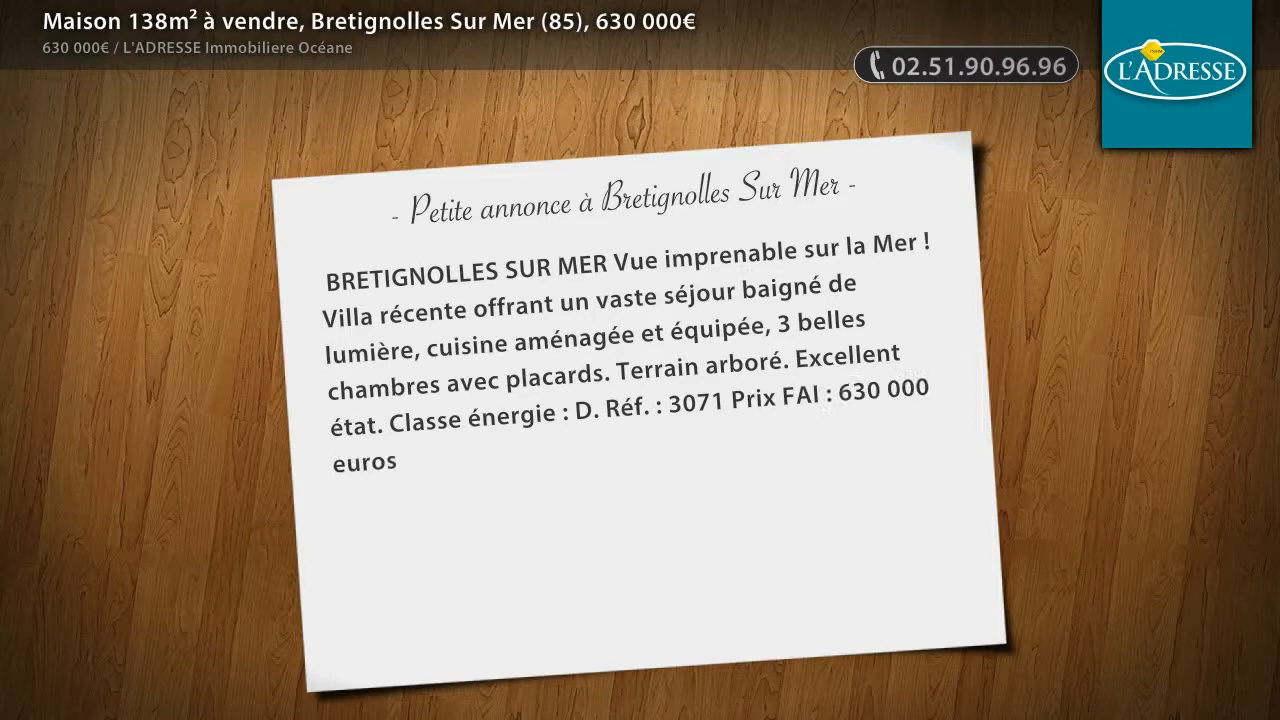 Maison 138m² à vendre, Bretignolles Sur Mer (85), 630 000€
630 000€ / L'ADRESSE Immobiliere Océane
02.51.90.96.96
L'ADRESSE
- Petite annonce à Bretignolles Sur Mer -
BRETIGNOLLES SUR MER Vue imprenable sur la Mer !
Villa récente offrant un vaste séjour baigné de
lumière, cuisine aménagée et équipée, 3 belles
chambres avec placards. Terrain arboré. Excellent
état. Classe énergie : D. Réf. : 3071 Prix FAI : 630 000
euros